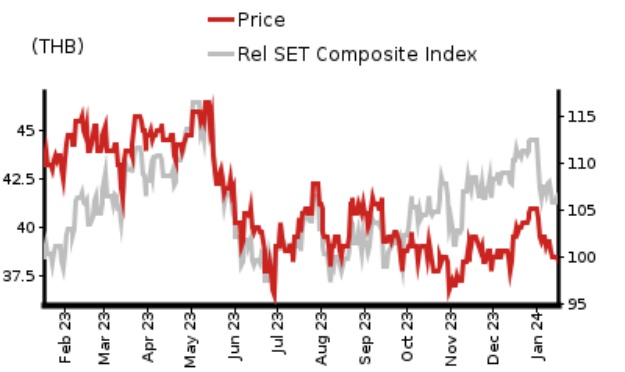 Price
(THB)
Rel SET Composite Index
115
45
110
42.5
105
40
100
37.5
95
Feb 23
Mar 23
Apr 23
May 23
Jun 23
Jul 23
Aug 23
Sep 23
Oct 23
Nov 23
Dec 23
Jan 24